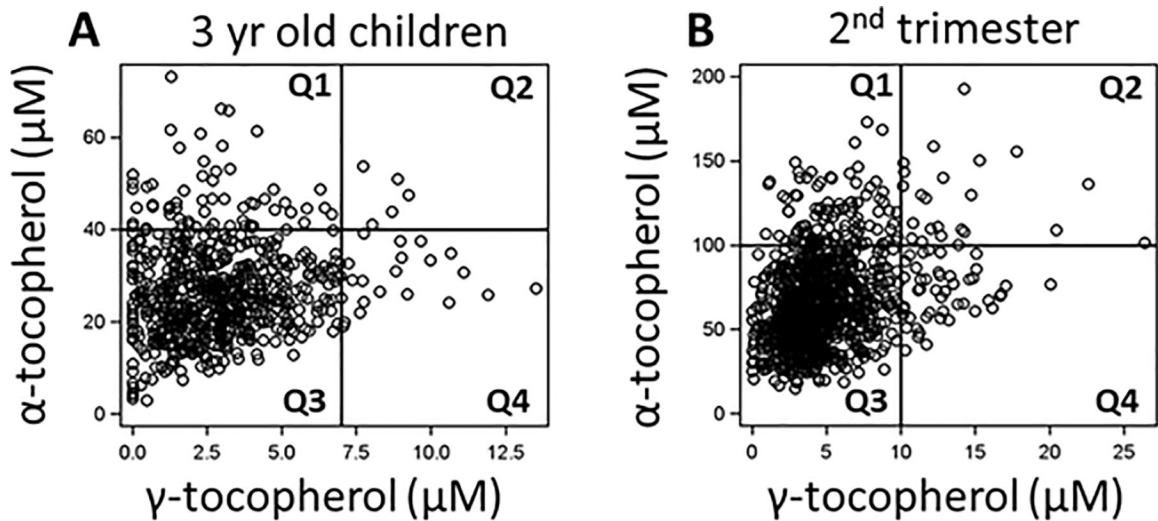 A 3 yr old children
B 2nd trimester
α-tocopherol (μM)
60
40
20
0
Q1
Q2
Q3
Q4
0.0 2.5 5.0 7.5 10.0 12.5
γ-tocopherol (μM)
α-tocopherol (μM)
200
150
100
50
0
Q1
Q2
Q3
Q4
0 5 10 15 20 25
γ-tocopherol (μM)